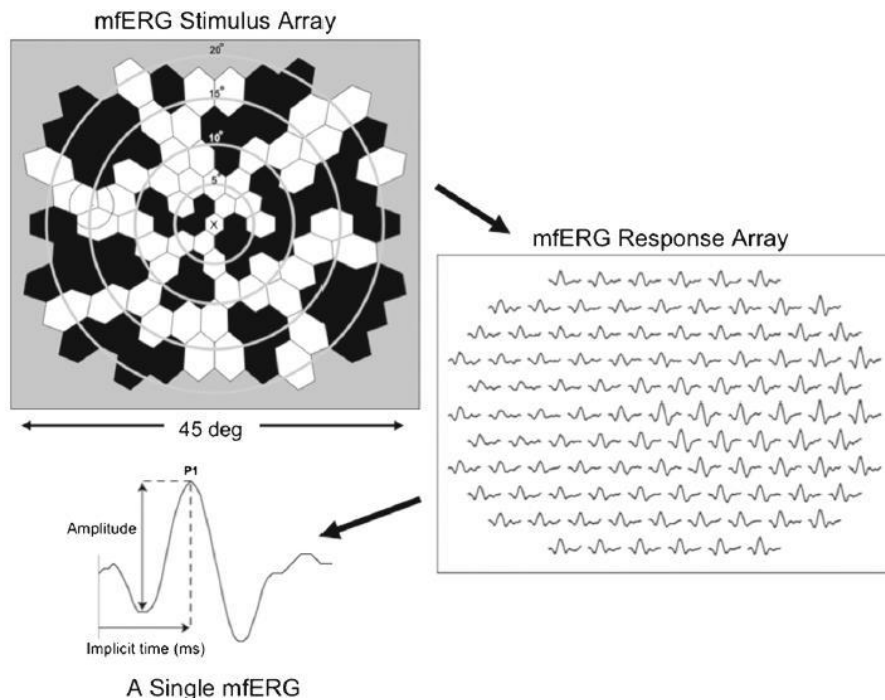 mfERG Stimulus Array
20°
15°
10°
5°
X
45 deg
mfERG Response Array
P1
Amplitude
Implicit time (ms)
A Single mfERG